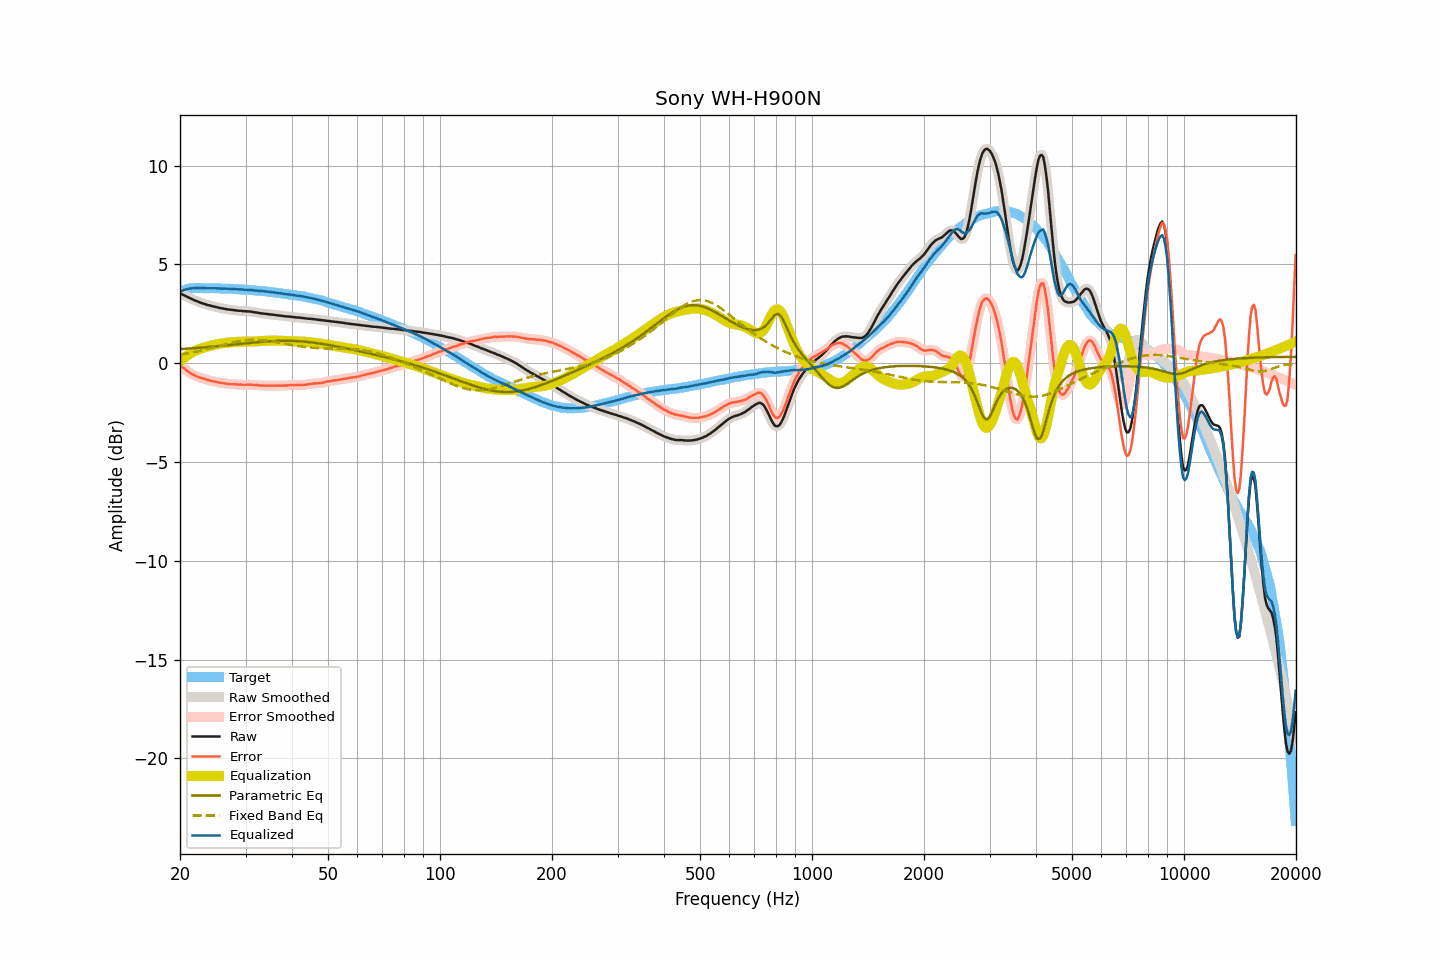 Sony WH-H900N
Amplitude (dBr)
10
5
0
−5
−10
−15
−20
Target
Raw Smoothed
Error Smoothed
Raw
Error
Equalization
Parametric Eq
Fixed Band Eq
Equalized
20 50 100 200 500 1000 2000 5000 10000 20000
Frequency (Hz)